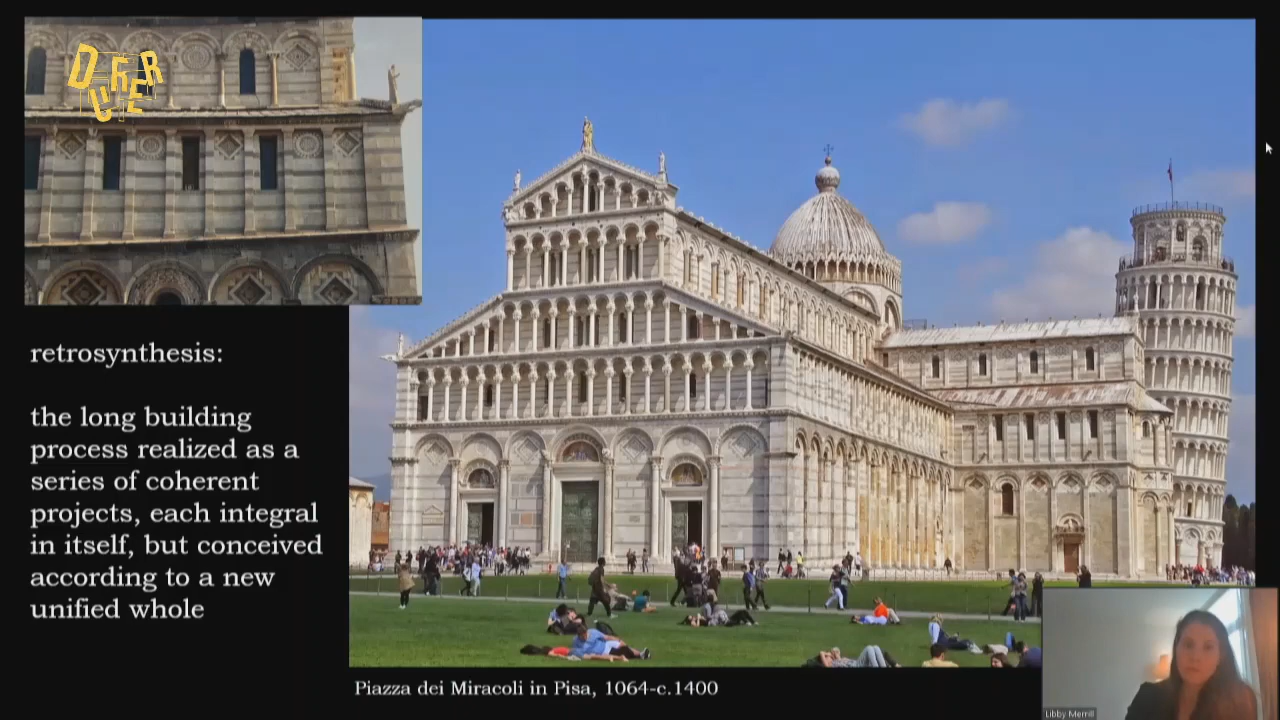 DURER
retrosynthesis:
the long building
process realized as a
series of coherent
projects, each integral
in itself, but conceived
according to a new
unified whole
Piazza dei Miracoli in Pisa, 1064-c.1400
Libby Merrill